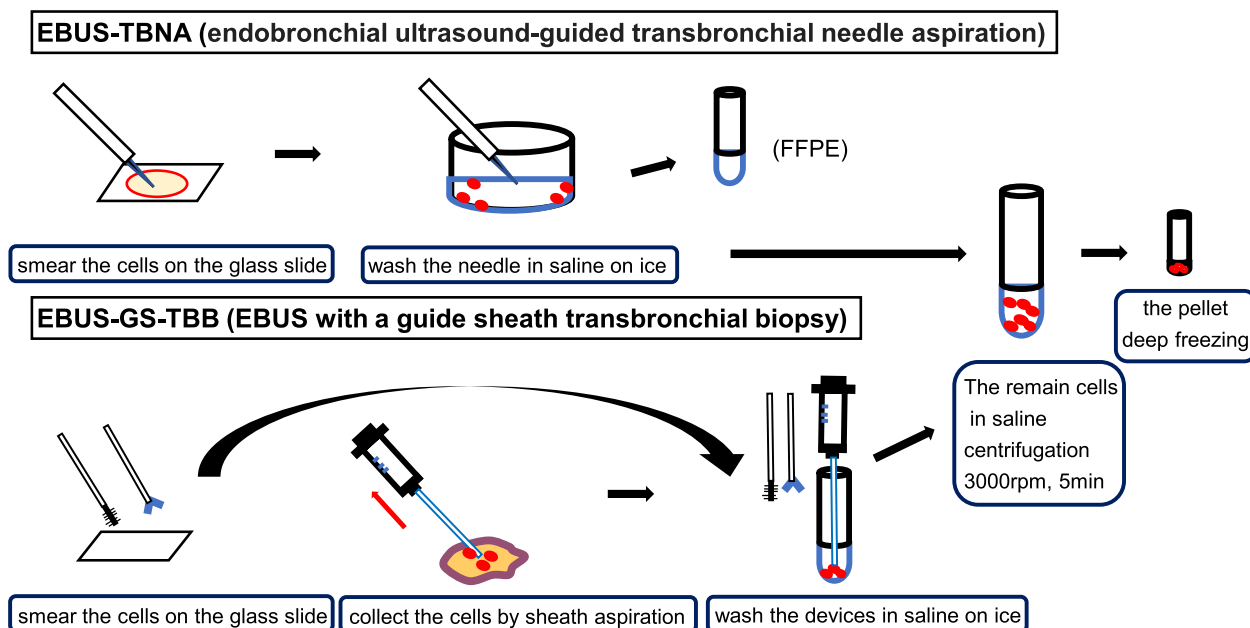 EBUS-TBNA (endobronchial ultrasound-guided transbronchial needle aspiration)
(FFPE)
smear the cells on the glass slide
wash the needle in saline on ice
the pellet
deep freezing
EBUS-GS-TBB (EBUS with a guide sheath transbronchial biopsy)
The remain cells
in saline
centrifugation
3000rpm, 5min
smear the cells on the glass slide
collect the cells by sheath aspiration
wash the devices in saline on ice